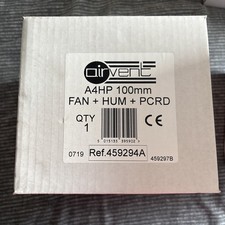 airvent
A4HP 100mm
FAN + HUM + PCRD
QTY
1
CE
0719
Ref.459294A
459297B